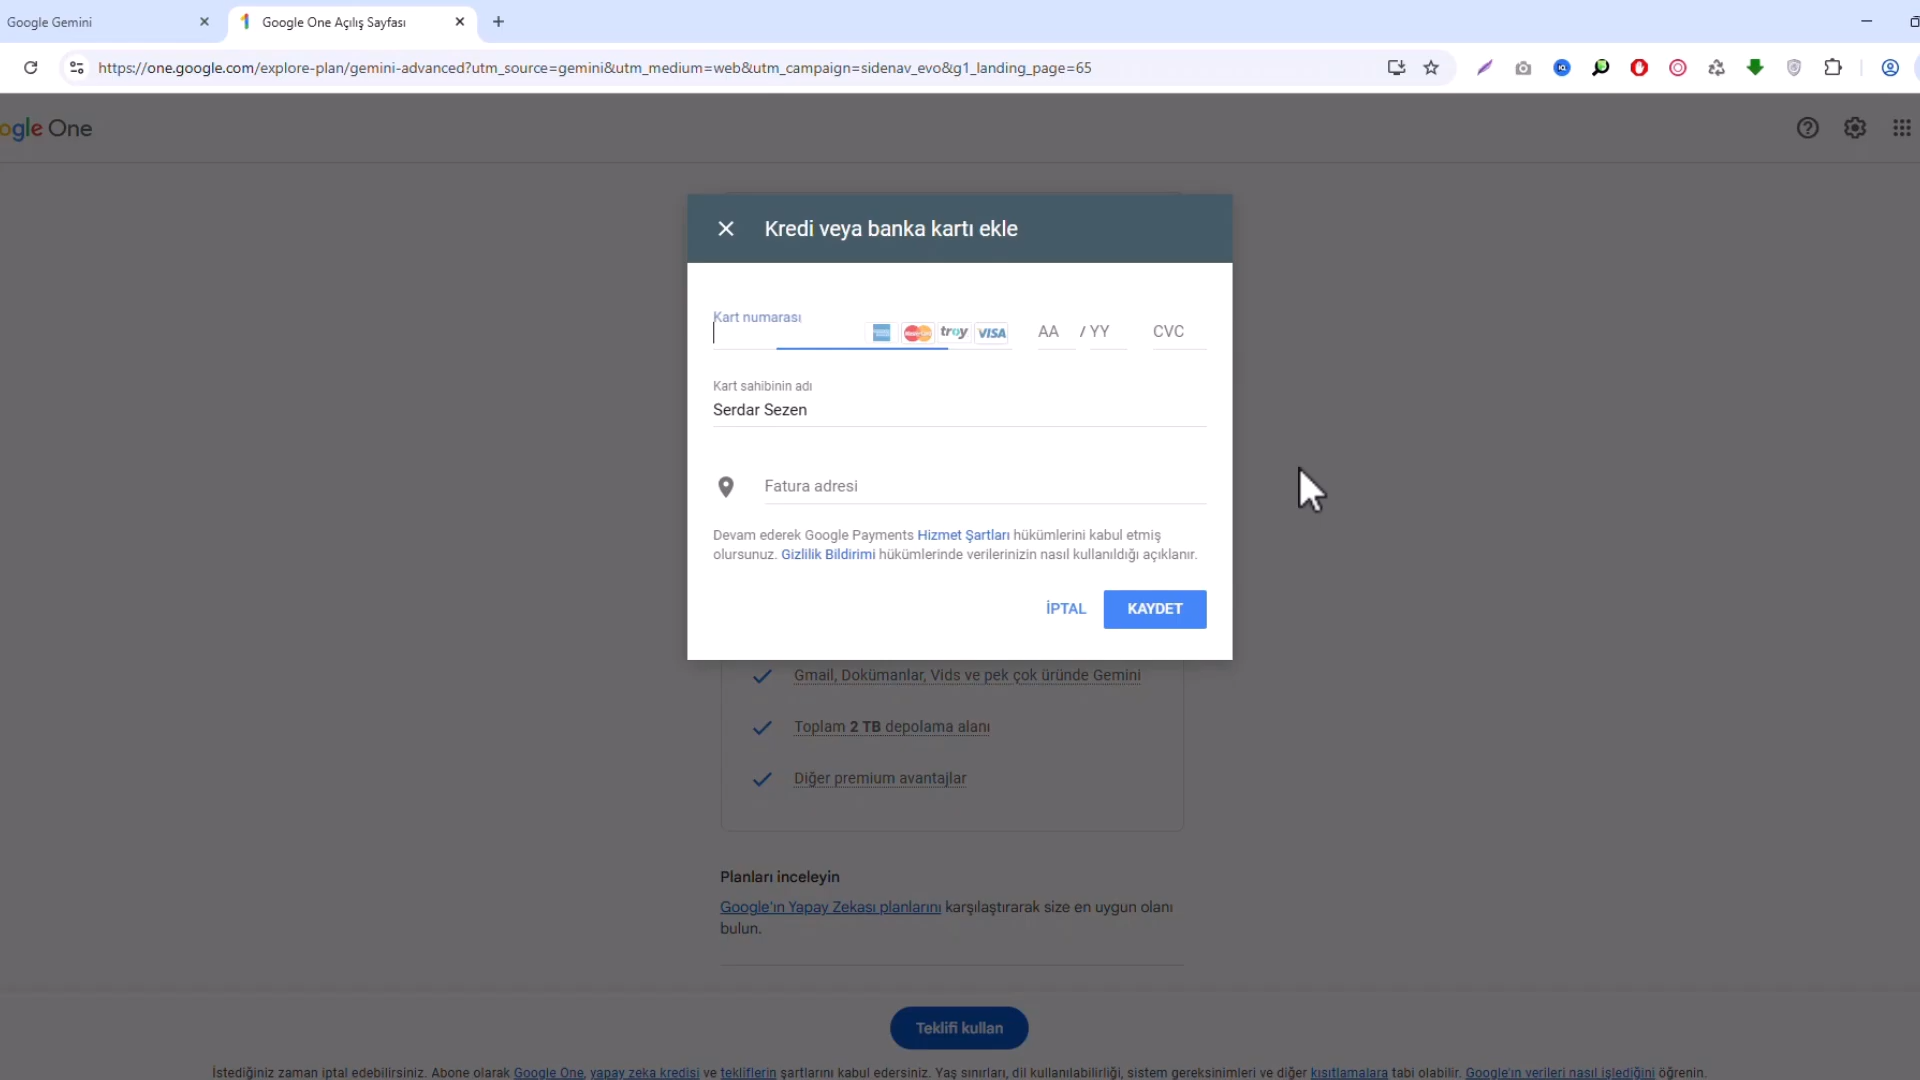 Google Gemini
Google One Açılış Sayfası
https://one.google.com/explore-plan/gemini-advanced?utm_source=gemini&utm_medium=web&utm_campaign=sidenav_evo&g1_landing_page=65
ogle One
Kredi veya banka kartı ekle
Kart numarası
troy VISA
AA / YY CVC
Kart sahibinin adı
Serdar Sezen
Fatura adresi
Devam ederek Google Payments Hizmet Şartları hükümlerini kabul etmiş
olursunuz. Gizlilik Bildirimi hükümlerinde verilerinizin nasıl kullanıldığı açıklanır.
İPTAL
KAYDET
Gmail, Dokümanlar, Vids ve pek çok üründe Gemini
Toplam 2 TB depolama alanı
Diğer premium avantajlar
Planları inceleyin
Google'ın Yapay Zekası planlarını karşılaştırarak size en uygun olanı
bulun.
Teklifi kullan
İstediğiniz zaman iptal edebilirsiniz. Abone olarak Google One, yapay zeka kredisi ve tekliflerin şartlarını kabul edersiniz. Yaş sınırları, dil kullanılabilirliği, sistem gereksinimleri ve diğer kısıtlamalara tabi olabilir. Google'ın verileri nasıl işlediğini öğrenin.